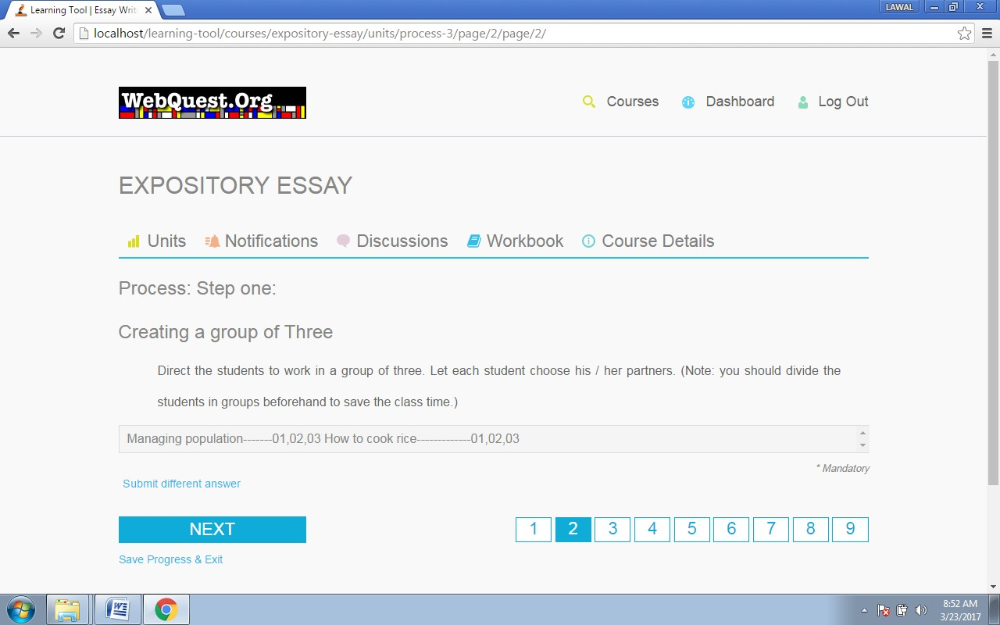 Learning Tool | Essay Writ
LAWAL
localhost/learning-tool/courses/expository-essay/units/process-3/page/2/page/2/
WebQuest.Org
Courses Dashboard Log Out
EXPOSITORY ESSAY
Units Notifications Discussions Workbook Course Details
Process: Step one:
Creating a group of Three
Direct the students to work in a group of three. Let each student choose his / her partners. (Note: you should divide the
students in groups beforehand to save the class time.)
Managing population-------01,02,03 How to cook rice-------------01,02,03
* Mandatory
Submit different answer
NEXT 1 2 3 4 5 6 7 8 9
Save Progress & Exit
8:52 AM
3/23/2017